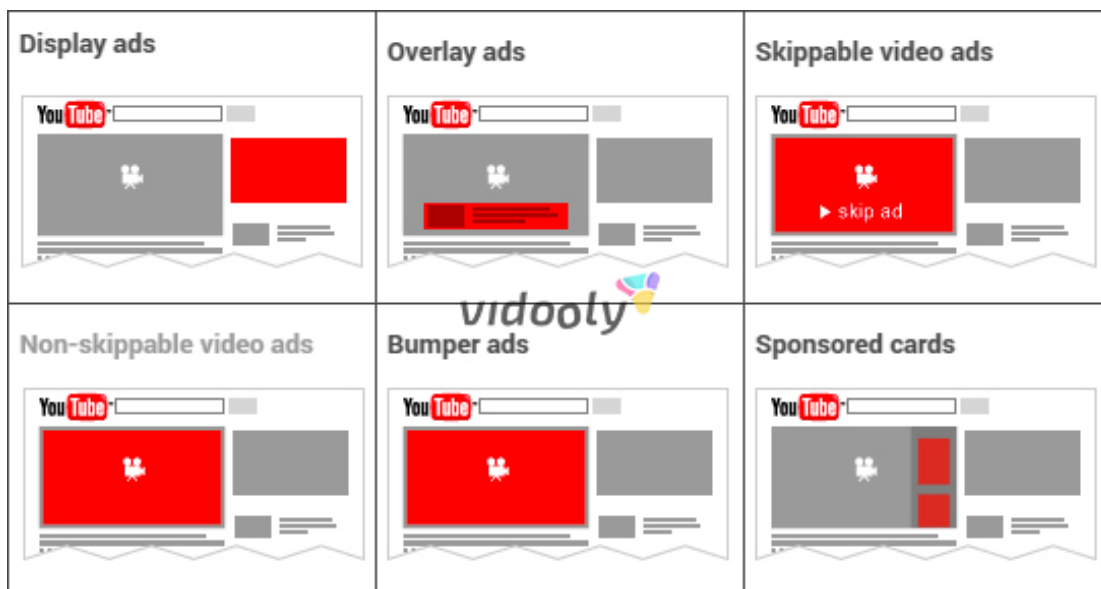 Display ads
Overlay ads
Skippable video ads
YouTube
YouTube
YouTube
skip ad
vidooly
Non-skippable video ads
Bumper ads
Sponsored cards
YouTube
YouTube
YouTube